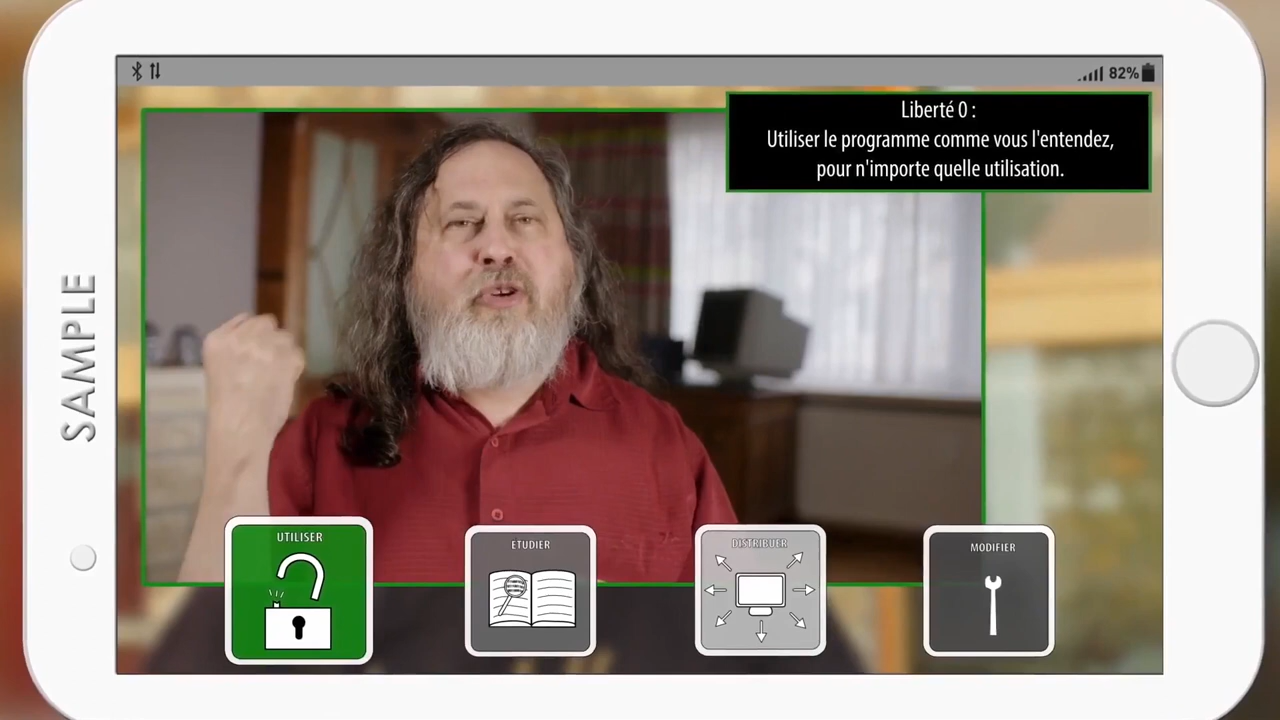 82%
Liberté 0 :
Utiliser le programme comme vous l'entendez,
pour n'importe quelle utilisation.
SAMPLE
UTILISER
ETUDIER
DISTRIBUER
MODIFIER